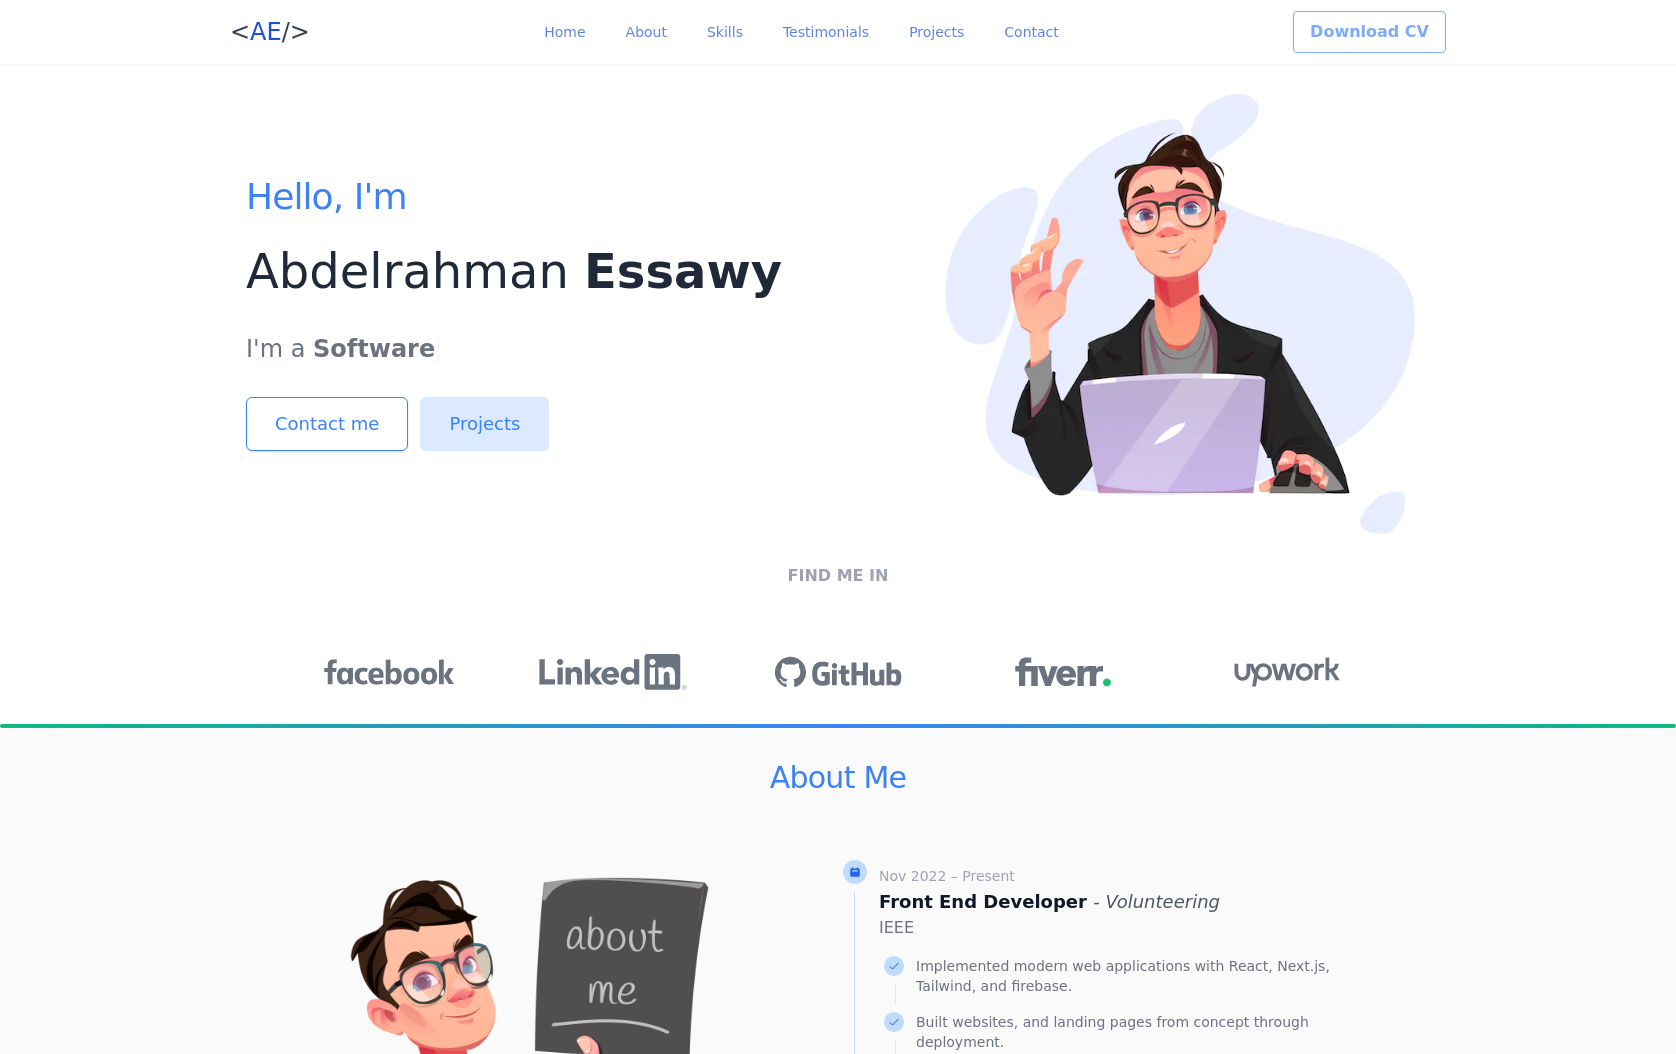 <AE/>
Home
About
Skills
Testimonials
Projects
Contact
Download CV
Hello, I'm
Abdelrahman Essawy
I'm a Software
Contact me
Projects
FIND ME IN
facebook
Linkedin
GitHub
fiverr.
upwork
About Me
about
me
Nov 2022 – Present
Front End Developer - Volunteering
IEEE
Implemented modern web applications with React, Next.js,
Tailwind, and firebase.
Built websites, and landing pages from concept through
deployment.